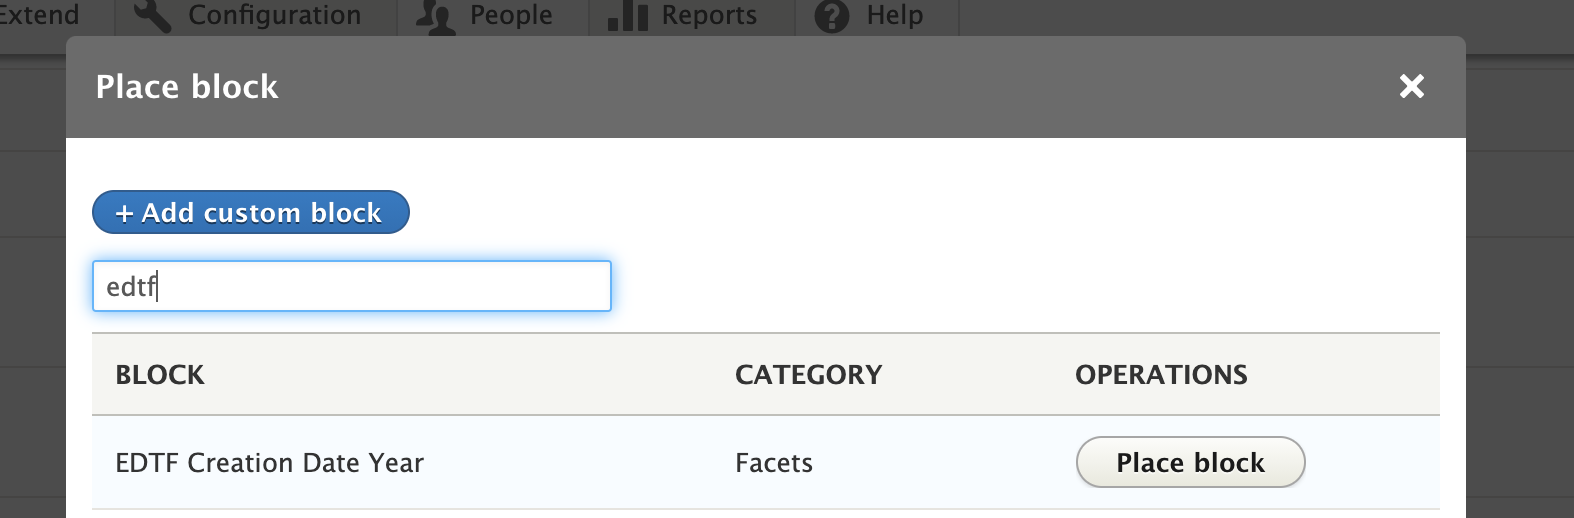 Extend Configuration People Reports Help
Place block
+ Add custom block
edtf
BLOCK CATEGORY OPERATIONS
EDTF Creation Date Year Facets Place block